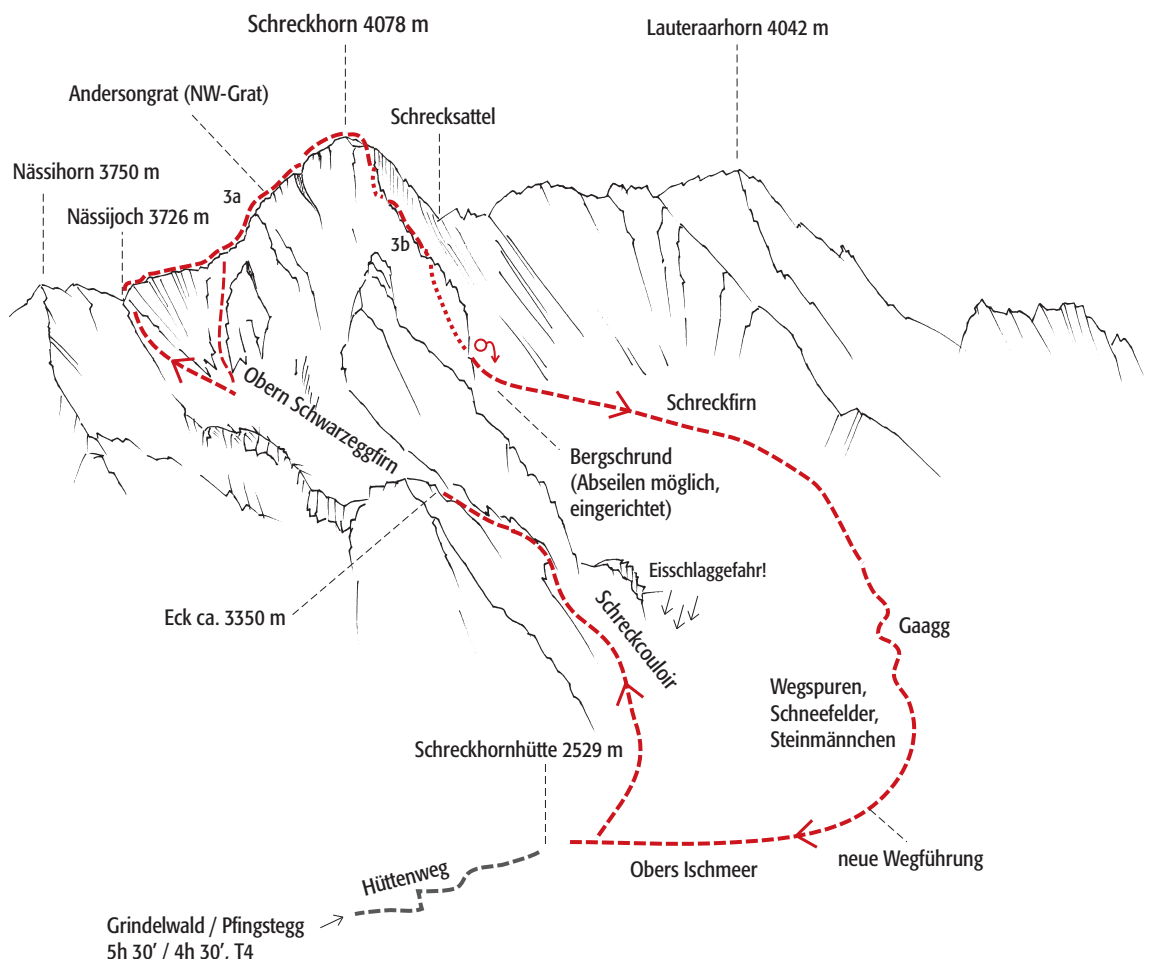 Schreckhorn 4078 m
Lauteraarhorn 4042 m
Andersongrat (NW-Grat)
Schrecksattel
Nässihorn 3750 m
3a
Nässijoch 3726 m
3b
Obern Schwarzeggfirn
Schreckfirn
Bergschrund
(Abseilen möglich,
eingerichtet)
Eisschlaggefahr!
Eck ca. 3350 m
Schreckcouloir
Gaagg
Wegspuren,
Schneefelder,
Steinmännchen
Schreckhornhütte 2529 m
neue Wegführung
Obers Ischmeer
Hüttenweg
Grindelwald / Pfingstegg
5h 30' / 4h 30', T4